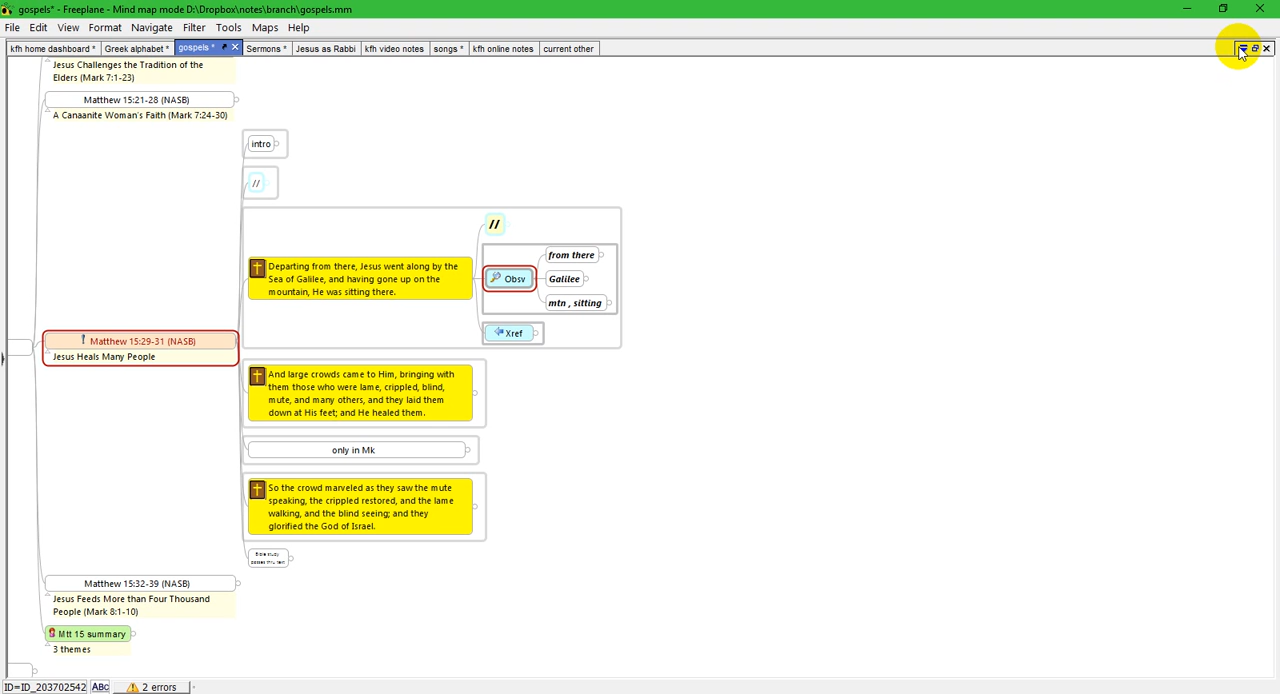 gospels* - Freeplane - Mind map mode D:\Dropbox\notes\branch\gospels.mm
File Edit View Format Navigate Filter Tools Maps Help
kfh home dashboard * Greek alphabet * gospels * Sermons * Jesus as Rabbi kfh video notes songs * kfh online notes current other
Jesus Challenges the Tradition of the
Elders (Mark 7:1-23)
Matthew 15:21-28 (NASB)
A Canaanite Woman's Faith (Mark 7:24-30)
intro
//
//
Departing from there, Jesus went along by the
Sea of Galilee, and having gone up on the
mountain, He was sitting there.
Obsv
from there
Galilee
mtn , sitting
Xref
Matthew 15:29-31 (NASB)
Jesus Heals Many People
And large crowds came to Him, bringing with
them those who were lame, crippled, blind,
mute, and many others, and they laid them
down at His feet; and He healed them.
only in Mk
So the crowd marveled as they saw the mute
speaking, the crippled restored, and the lame
walking, and the blind seeing; and they
glorified the God of Israel.
Bible study
Matthew 15:32-39 (NASB)
Jesus Feeds More than Four Thousand
People (Mark 8:1-10)
Mtt 15 summary
3 themes
ID=ID_203702542 ABC 2 errors